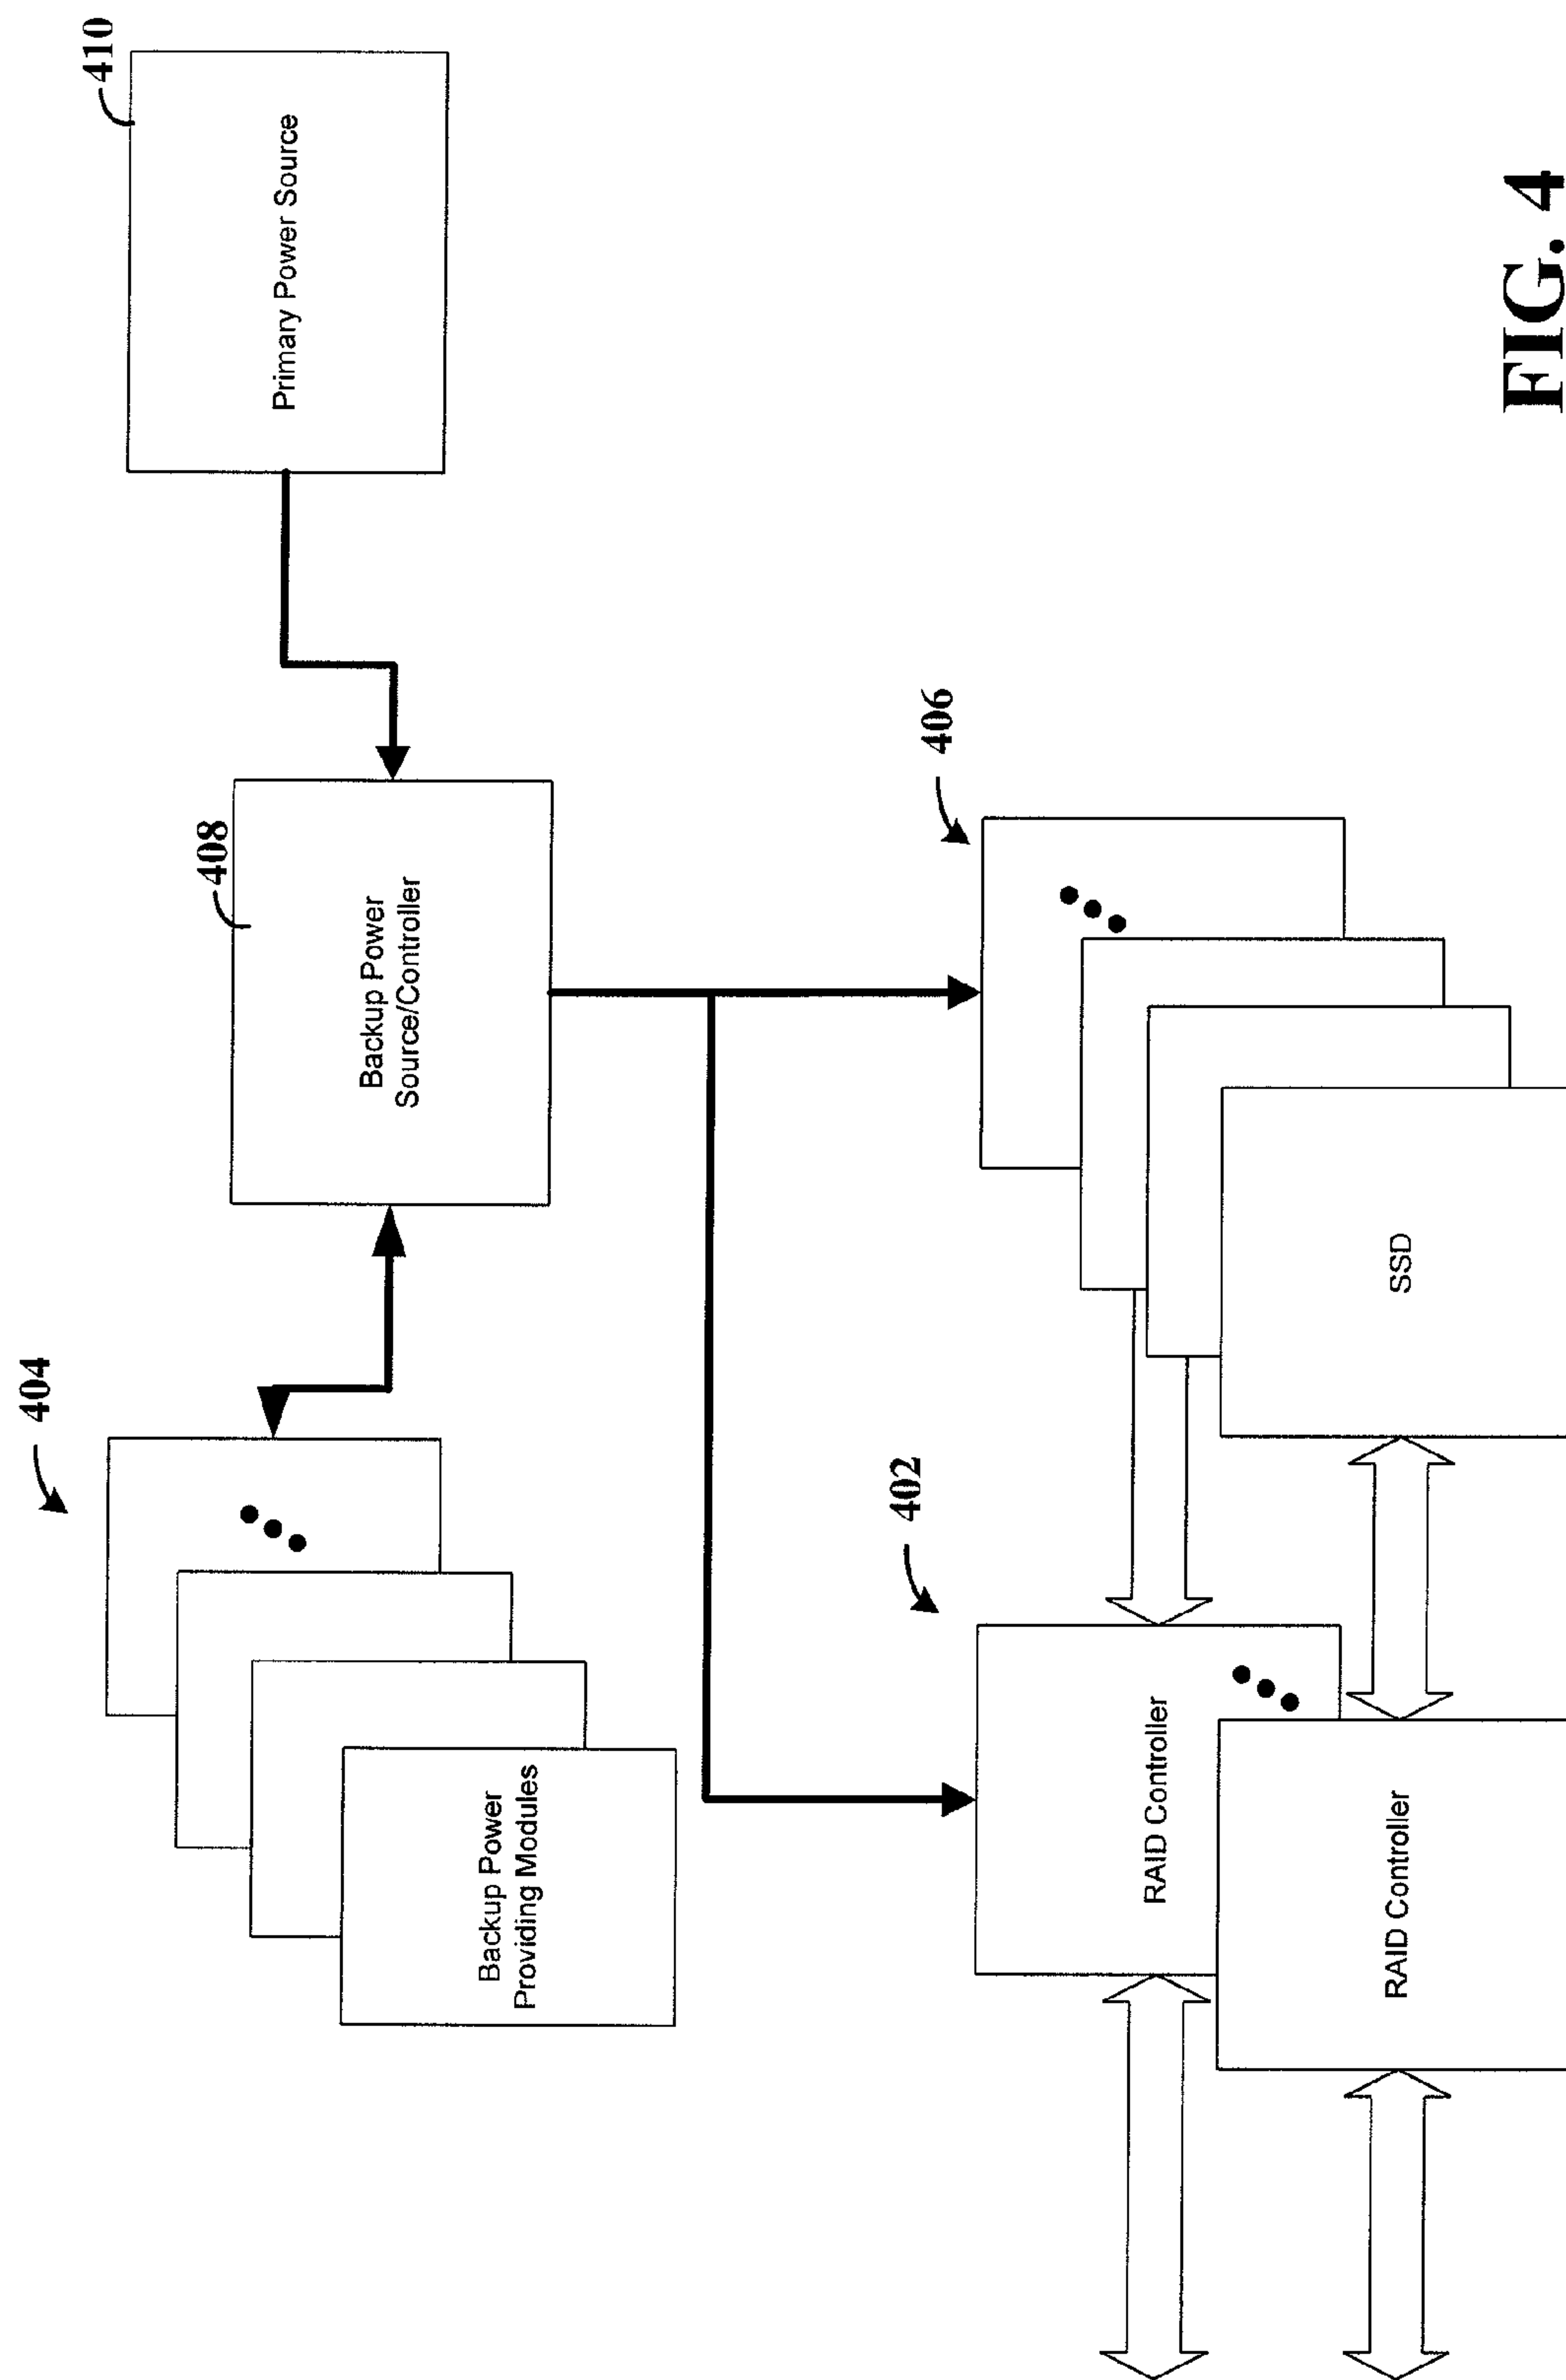 404
Backup Power
Providing Modules
408
Backup Power
Source/Controller
410
Primary Power Source
402
RAID Controller
RAID Controller
406
SSD
FIG. 4